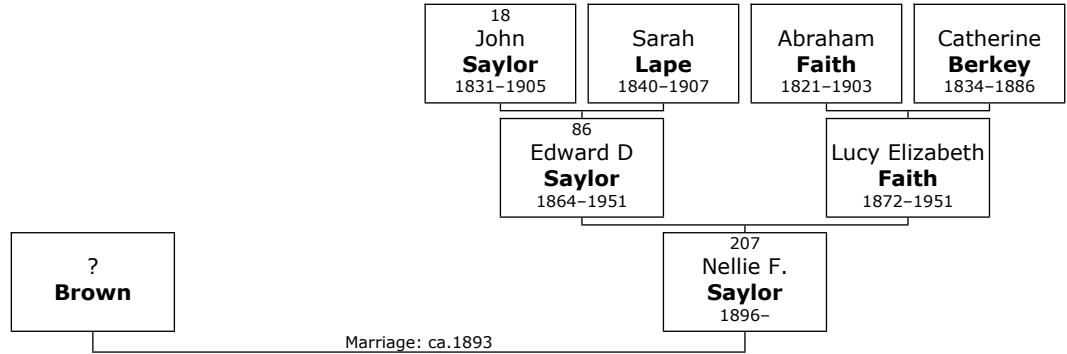 18
John
Saylor
1831–1905
Sarah
Lape
1840–1907
Abraham
Faith
1821–1903
Catherine
Berkey
1834–1886
86
Edward D
Saylor
1864–1951
Lucy Elizabeth
Faith
1872–1951
?
Brown
207
Nellie F.
Saylor
1896–
Marriage: ca.1893